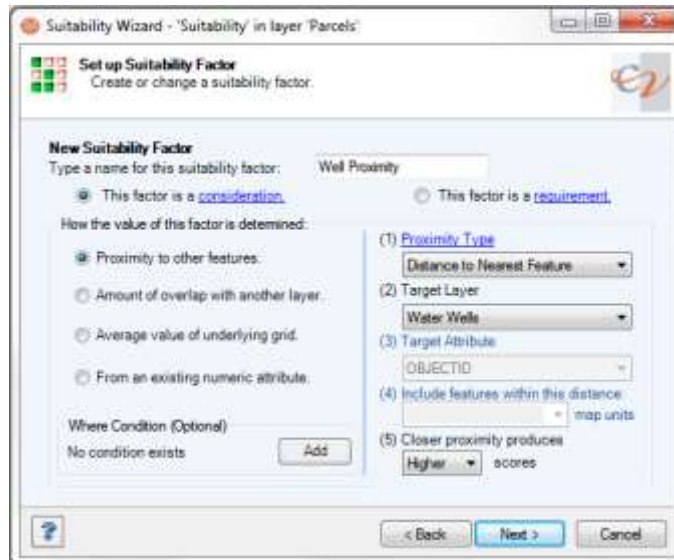 Suitability Wizard - 'Suitability' in layer 'Parcels'
Set up Suitability Factor
Create or change a suitability factor.
CV
New Suitability Factor
Type a name for this suitability factor: Well Proximity
This factor is a consideration.
This factor is a requirement.
How the value of this factor is determined:
Proximity to other features.
Amount of overlap with another layer.
Average value of underlying grid.
From an existing numeric attribute.
Where Condition (Optional)
No condition exists
Add
(1) Proximity Type
Distance to Nearest Feature
(2) Target Layer
Water Wells
(3) Target Attribute
OBJECTID
(4) Include features within this distance
map units
(5) Closer proximity produces
Higher scores
?
< Back
Next >
Cancel